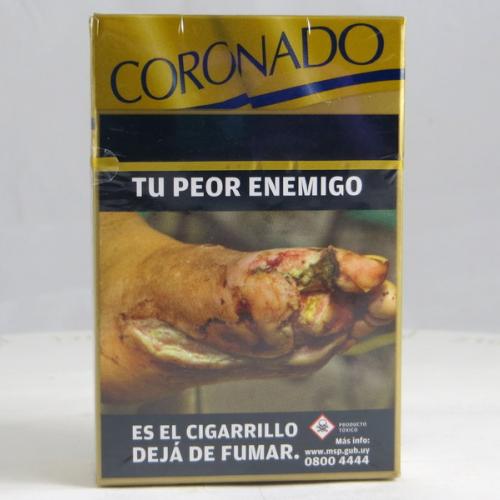 CORONADO
TU PEOR ENEMIGO
ES EL CIGARRILLO
DEJÁ DE FUMAR.
PRODUCTO
TÓXICO
Más info:
www.msp.gub.uy
0800 4444